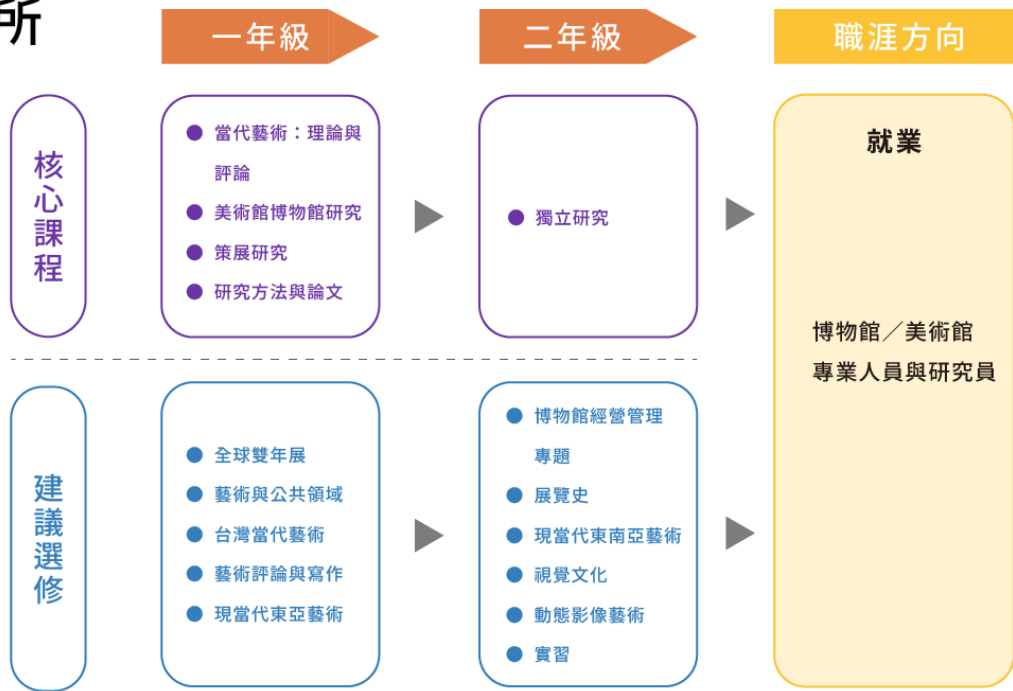 所
一年級
二年級
職涯方向
核心課程
當代藝術：理論與
評論
美術館博物館研究
策展研究
研究方法與論文
獨立研究
就業
博物館／美術館
專業人員與研究員
建議選修
全球雙年展
藝術與公共領域
台灣當代藝術
藝術評論與寫作
現當代東亞藝術
博物館經營管理
專題
展覽史
現當代東南亞藝術
視覺文化
動態影像藝術
實習